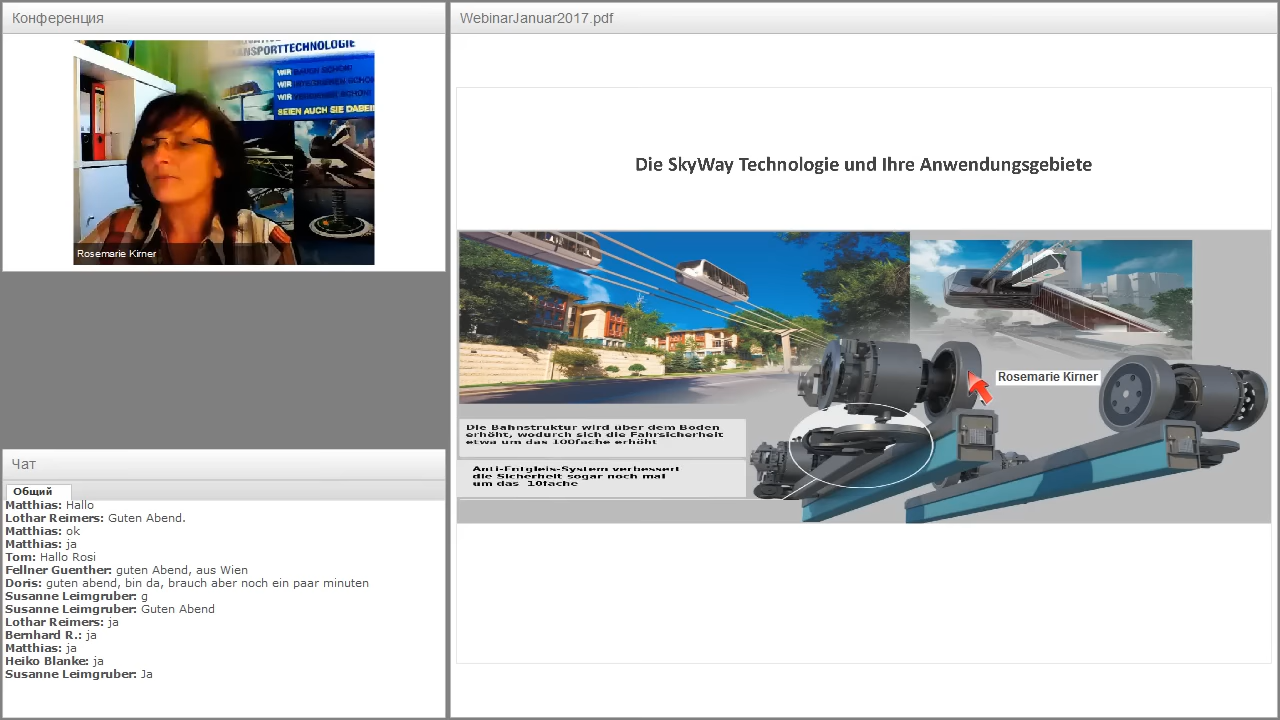 Конференция
TRANSPORTTECHNOLOGIE
WIR
WIR
WIR
SEIEN AUCH SIE DABEI
Rosemarie Kirner
Чат
Общий
Matthias: Hallo
Lothar Reimers: Guten Abend.
Matthias: ok
Matthias: ja
Tom: Hallo Rosi
Fellner Guenther: guten Abend, aus Wien
Doris: guten abend, bin da, brauch aber noch ein paar minuten
Susanne Leimgruber: g
Susanne Leimgruber: Guten Abend
Lothar Reimers: ja
Bernhard R.: ja
Matthias: ja
Heiko Blanke: ja
Susanne Leimgruber: Ja
WebinarJanuar2017.pdf
Die SkyWay Technologie und Ihre Anwendungsgebiete
Rosemarie Kirner
Die Bahnstruktur wird über dem Boden
erhöht, wodurch sich die Fahrsicherheit
etwa um das 100fache erhöht
Anti-Entgleis-System verbessert
die Sicherheit sogar noch mal
um das 10fache